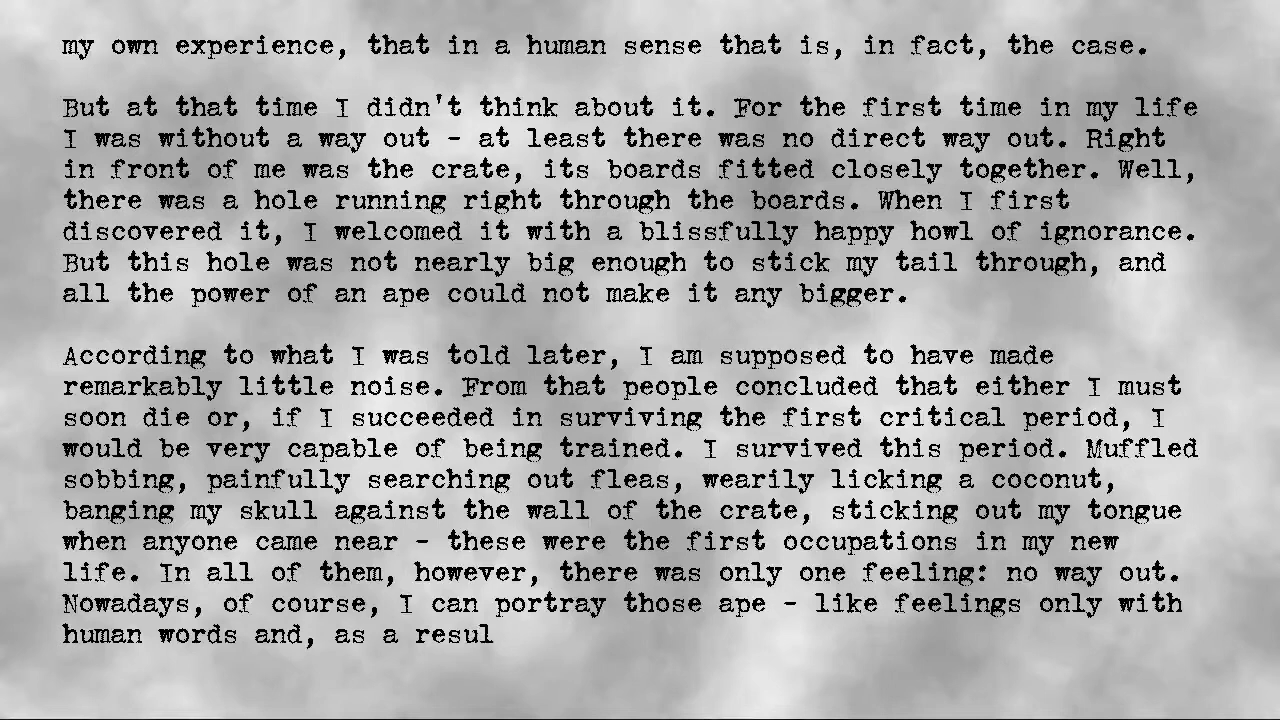 my own experience, that in a human sense that is, in fact, the case.
But at that time I didn't think about it. For the first time in my life
I was without a way out - at least there was no direct way out. Right
in front of me was the crate, its boards fitted closely together. Well,
there was a hole running right through the boards. When I first
discovered it, I welcomed it with a blissfully happy howl of ignorance.
But this hole was not nearly big enough to stick my tail through, and
all the power of an ape could not make it any bigger.
According to what I was told later, I am supposed to have made
remarkably little noise. From that people concluded that either I must
soon die or, if I succeeded in surviving the first critical period, I
would be very capable of being trained. I survived this period. Muffled
sobbing, painfully searching out fleas, wearily licking a coconut,
banging my skull against the wall of the crate, sticking out my tongue
when anyone came near - these were the first occupations in my new
life. In all of them, however, there was only one feeling: no way out.
Nowadays, of course, I can portray those ape - like feelings only with
human words and, as a resul